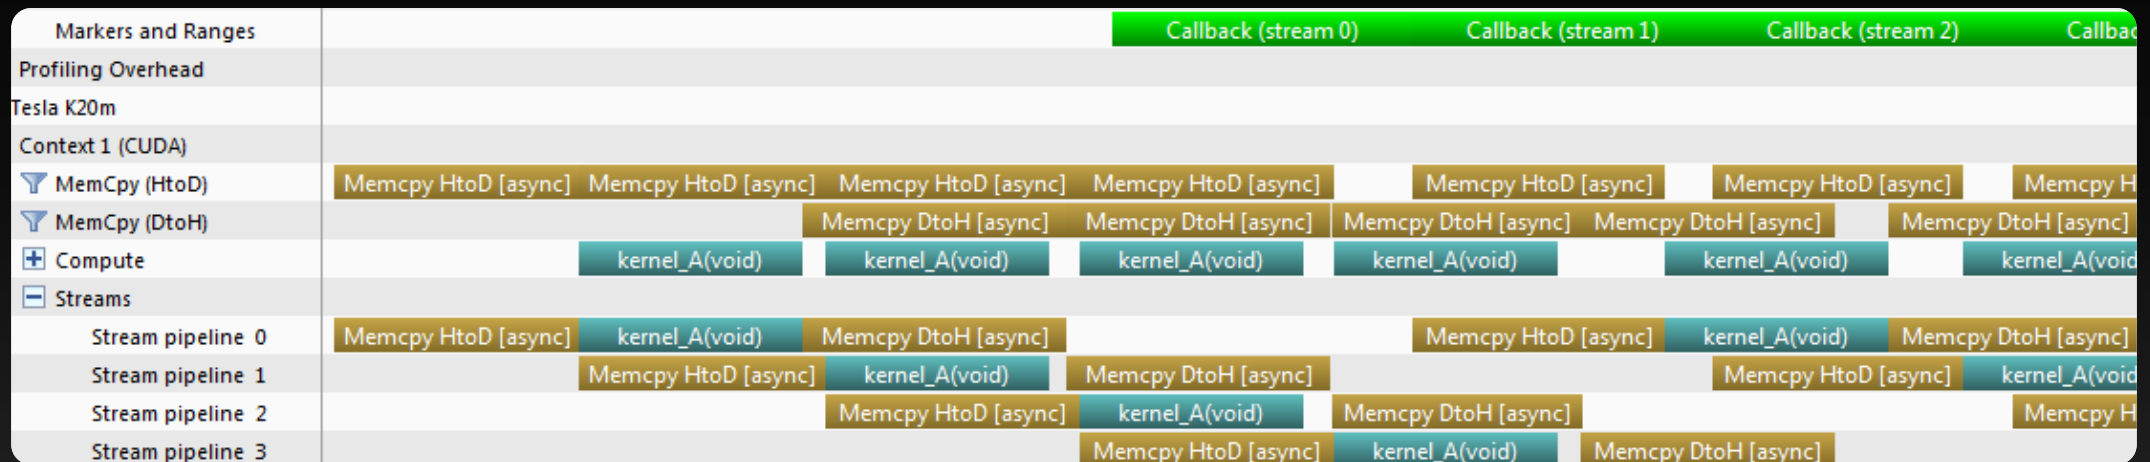 Markers and Ranges Callback (stream 0) Callback (stream 1) Callback (stream 2)
Profiling Overhead
Tesla K20m
Context 1 (CUDA)
MemCpy (HtoD) Memcpy HtoD [async] Memcpy HtoD [async] Memcpy HtoD [async] Memcpy HtoD [async] Memcpy HtoD [async] Memcpy HtoD [async] Memcpy H
MemCpy (DtoH) Memcpy DtoH [async] Memcpy DtoH [async] Memcpy DtoH [async] Memcpy DtoH [async] Memcpy DtoH [async]
Compute kernel_A(void) kernel_A(void) kernel_A(void) kernel_A(void) kernel_A(void) kernel_A(void
Streams
Stream pipeline 0 Memcpy HtoD [async] kernel_A(void) Memcpy DtoH [async] Memcpy HtoD [async] kernel_A(void) Memcpy DtoH [async]
Stream pipeline 1 Memcpy HtoD [async] kernel_A(void) Memcpy DtoH [async] Memcpy HtoD [async] kernel_A(void
Stream pipeline 2 Memcpy HtoD [async] kernel_A(void) Memcpy DtoH [async] Memcpy H
Stream pipeline 3 Memcpy HtoD [async] kernel_A(void) Memcpy DtoH [async]